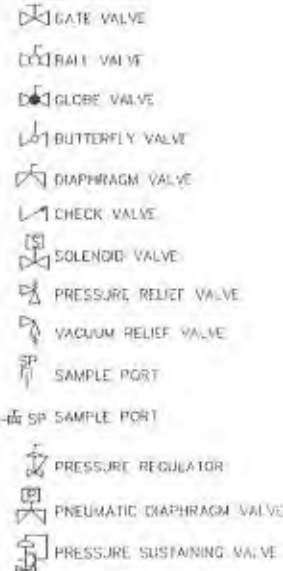 GATE VALVE
BALL VALVE
GLOBE VALVE
BUTTERFLY VALVE
DIAPHRAGM VALVE
CHECK VALVE
S
SOLENOID VALVE
PRESSURE RELIEF VALVE
VACUUM RELIEF VALVE
SP
SAMPLE PORT
SP SAMPLE PORT
PRESSURE REGULATOR
P
PNEUMATIC DIAPHRAGM VALVE
PRESSURE SUSTAINING VALVE